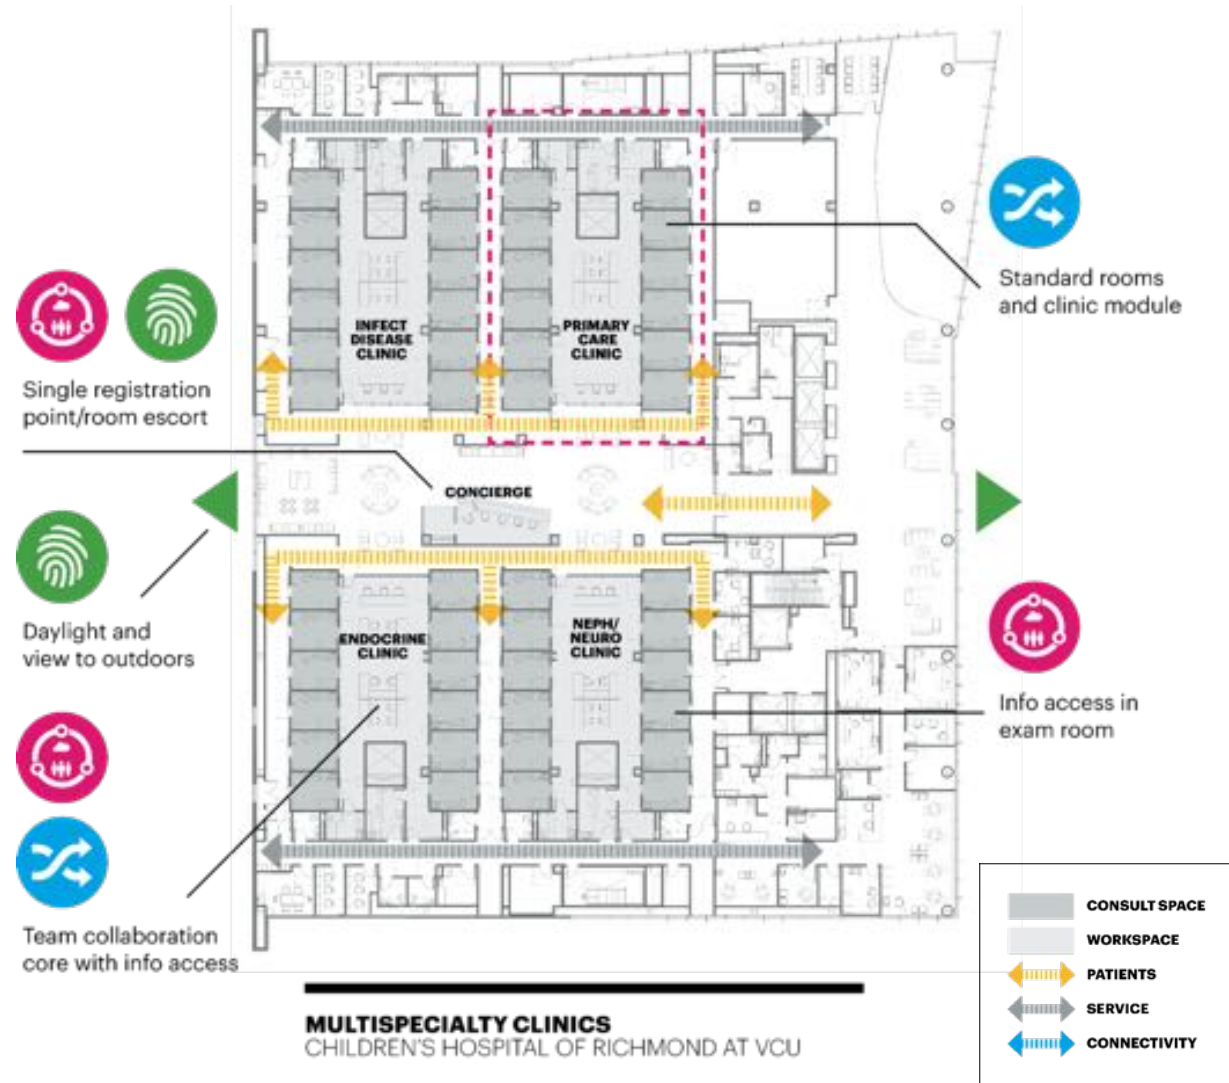 Standard rooms
and clinic module
INFECT
DISEASE
CLINIC
PRIMARY
CARE
CLINIC
Single registration
point/room escort
CONCIERGE
Daylight and
view to outdoors
ENDOCRINE
CLINIC
NEPH/
NEURO
CLINIC
Info access in
exam room
Team collaboration
core with info access
CONSULT SPACE
WORKSPACE
PATIENTS
SERVICE
CONNECTIVITY
MULTISPECIALTY CLINICS
CHILDREN'S HOSPITAL OF RICHMOND AT VCU